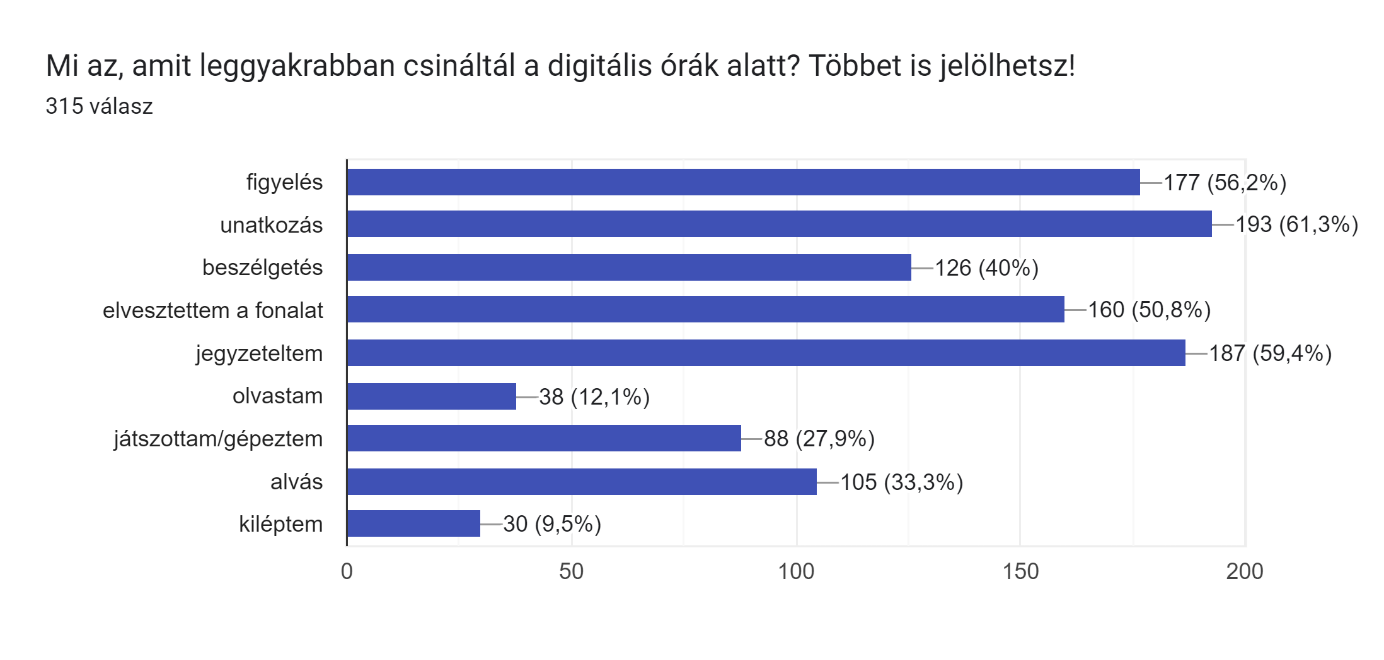 Mi az, amit leggyakrabban csináltál a digitális órák alatt? Többet is jelölhetsz!
315 válasz
figyelés 177 (56,2%)
unatkozás 193 (61,3%)
beszélgetés 126 (40%)
elvesztettem a fonalat 160 (50,8%)
jegyzeteltem 187 (59,4%)
olvastam 38 (12,1%)
játszottam/gépeztem 88 (27,9%)
alvás 105 (33,3%)
kiléptem 30 (9,5%)
0 50 100 150 200